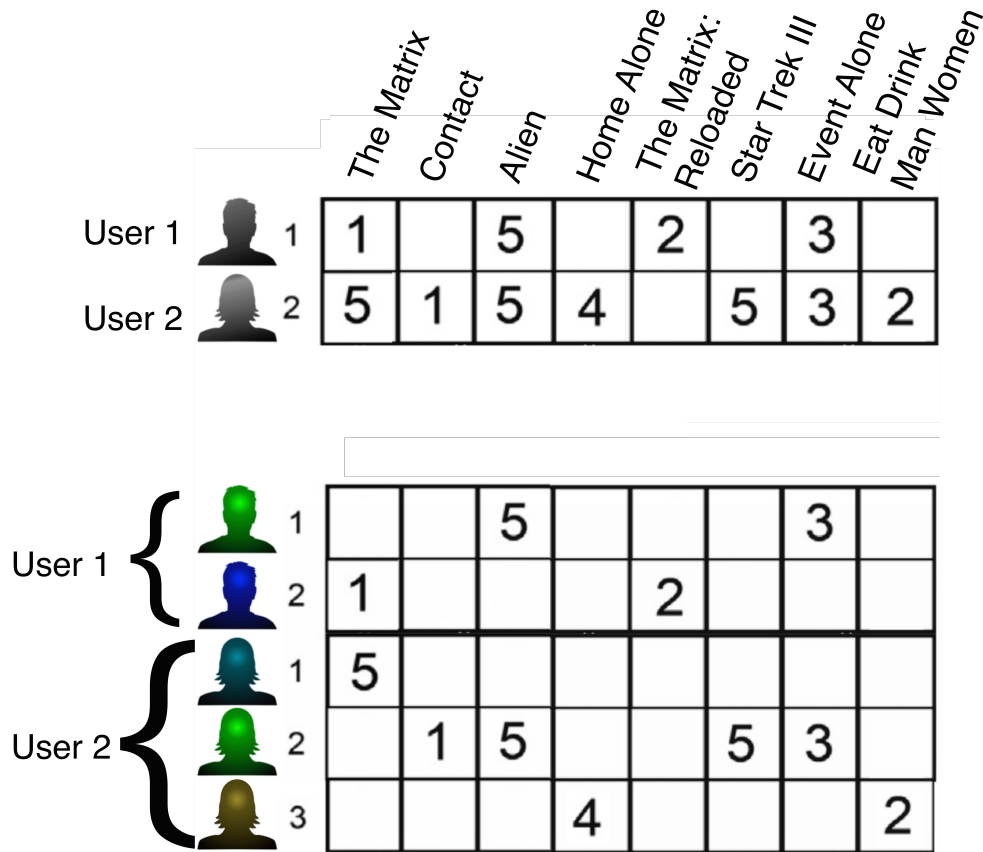 The Matrix
Contact
Alien
Home Alone
The Matrix:
Reloaded
Star Trek III
Event Alone
Eat Drink
Man Women
User 1 1 1 5 2 3
User 2 2 5 1 5 4 5 3 2
User 1
1 5 3
2 1 2
User 2
1 5
2 1 5 5 3
3 4 2